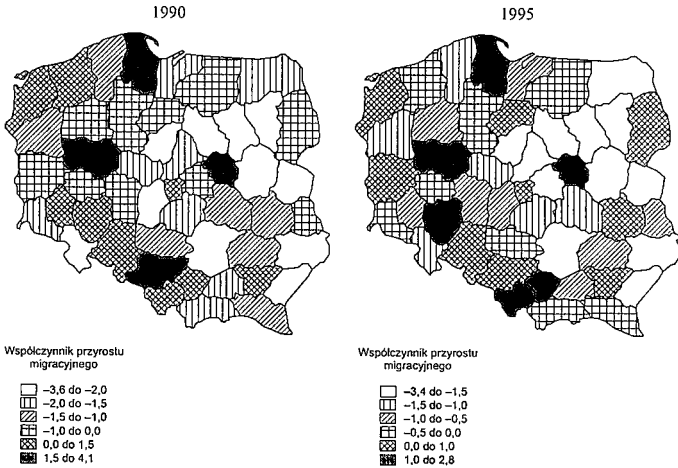 1990
1995
Współczynnik przyrostu
migracyjnego
−3,6 do −2,0
−2,0 do −1,5
−1,5 do −1,0
−1,0 do 0,0
0,0 do 1,5
1,5 do 4,1
Współczynnik przyrostu
migracyjnego
−3,4 do −1,5
−1,5 do −1,0
−1,0 do −0,5
−0,5 do 0,0
0,0 do 1,0
1,0 do 2,8